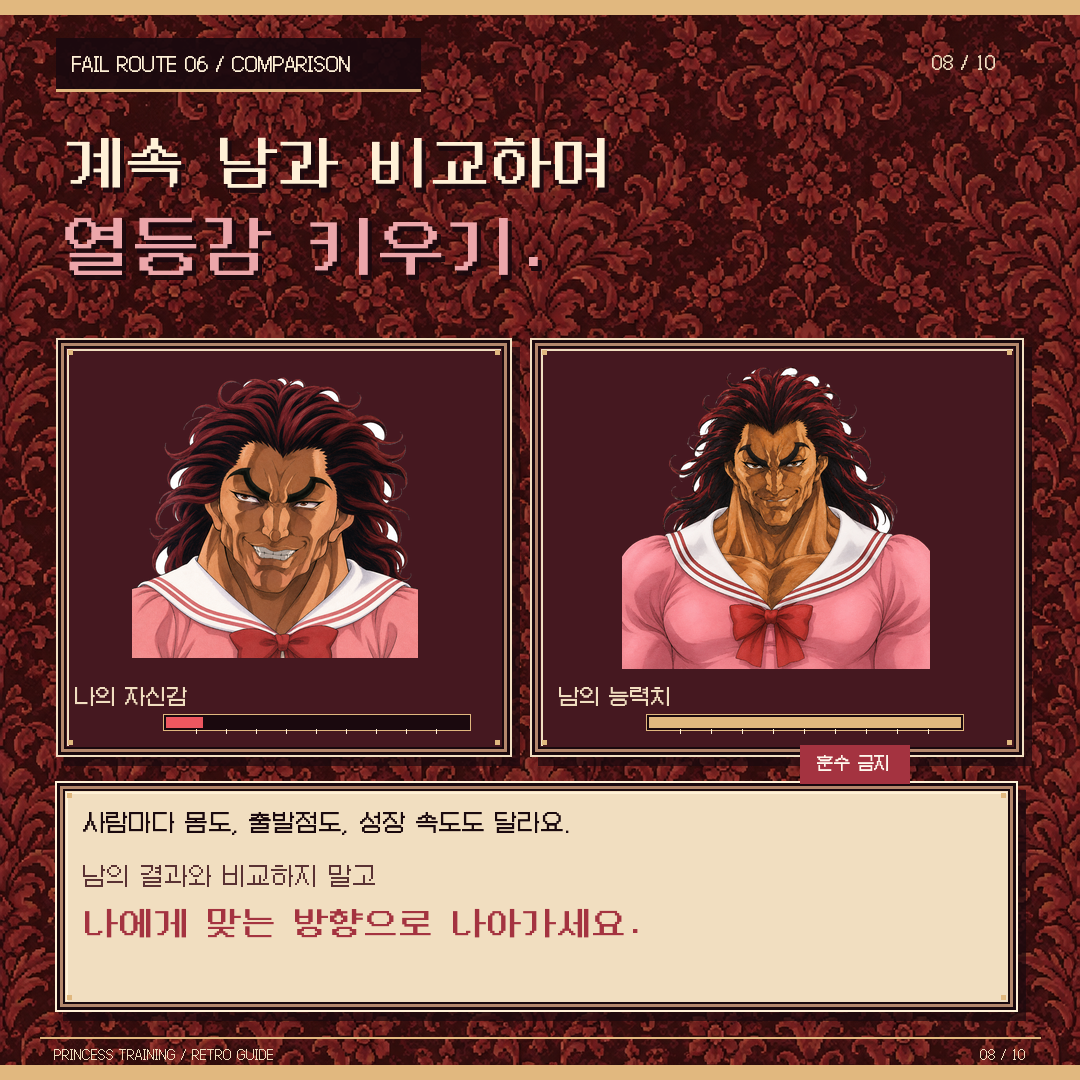 FAIL ROUTE 06 / COMPARISON
08 / 10
계속 남과 비교하며
열등감 키우기.
나의 자신감
남의 능력치
훈수 금지
사람마다 몸도, 출발점도, 성장 속도도 달라요.
남의 결과와 비교하지 말고
나에게 맞는 방향으로 나아가세요.
PRINCESS TRAINING / RETRO GUIDE
08 / 10